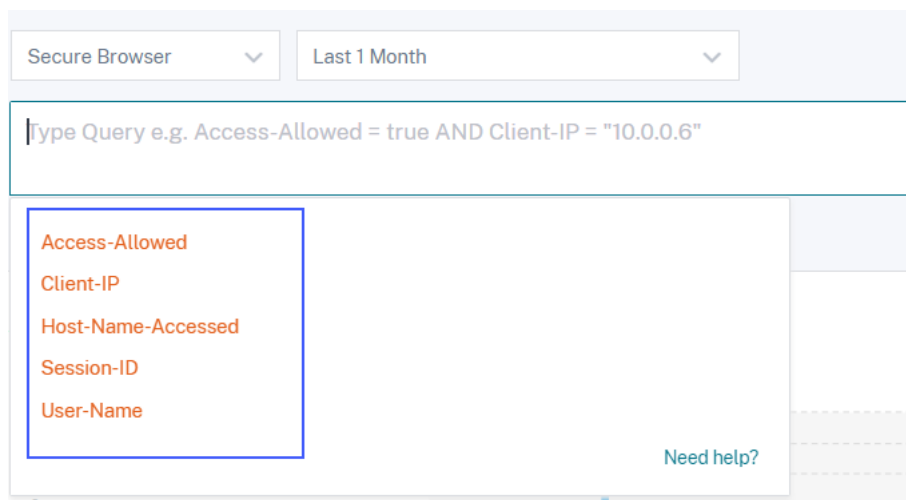 Secure Browser
Last 1 Month
Type Query e.g. Access-Allowed = true AND Client-IP = "10.0.0.6"
Access-Allowed
Client-IP
Host-Name-Accessed
Session-ID
User-Name
Need help?